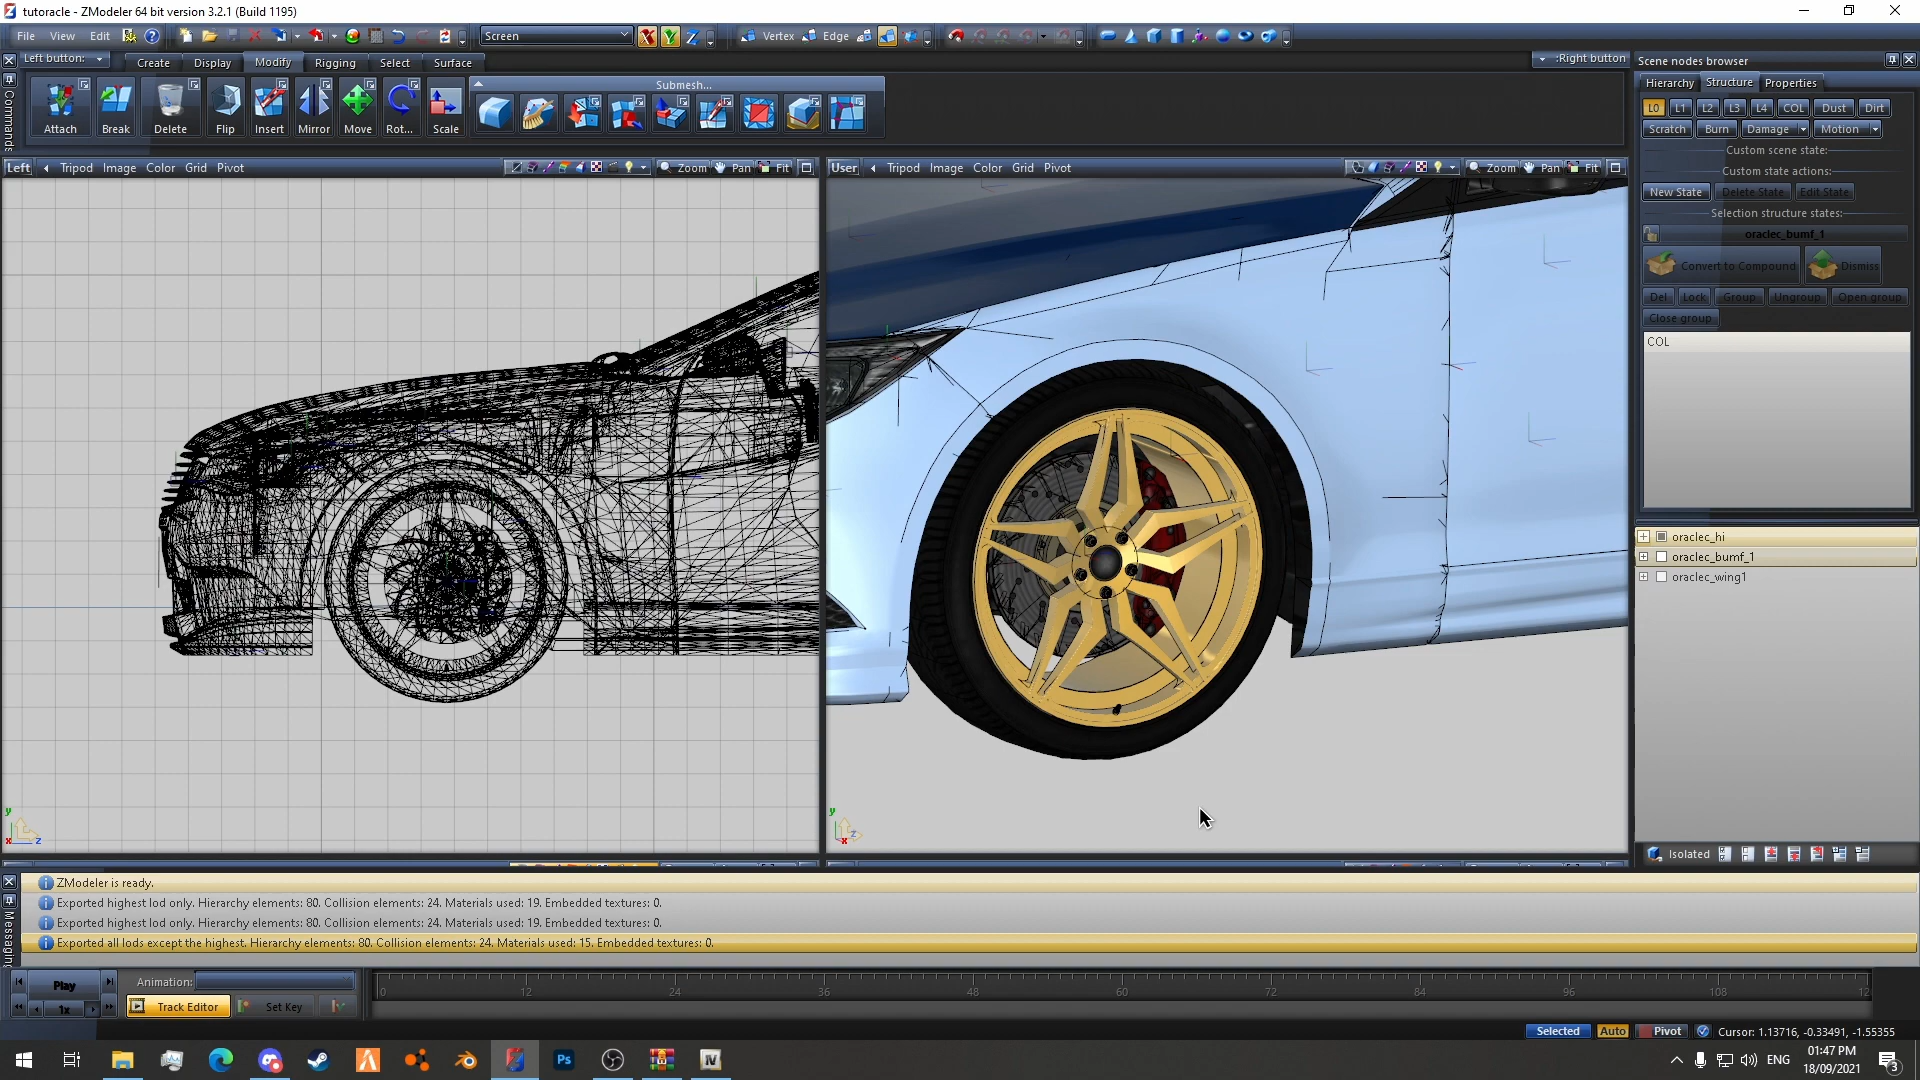 tutoracle - ZModeler 64 bit version 3.2.1 (Build 1195)
File View Edit Screen Vertex Edge
Left button: Create Display Modify Rigging Select Surface :Right button
Commands
Submesh...
Attach Break Delete Flip Insert Mirror Move Rot... Scale
Left Tripod Image Color Grid Pivot Zoom Pan Fit
User Tripod Image Color Grid Pivot Zoom Pan Fit
Scene nodes browser
Hierarchy Structure Properties
L0 L1 L2 L3 L4 COL Dust Dirt
Scratch Burn Damage Motion
Custom scene state:
Custom state actions:
New State Delete State Edit State
Selection structure states:
oraclec_bumf_1
Convert to Compound Dismiss
Del Lock Group Ungroup Open group
Close group
COL
oraclec_hi
oraclec_bumf_1
oraclec_wing1
Isolated
y
x z
y
x z
Messaging
ZModeler is ready.
Exported highest lod only. Hierarchy elements: 80. Collision elements: 24. Materials used: 19. Embedded textures: 0.
Exported highest lod only. Hierarchy elements: 80. Collision elements: 24. Materials used: 19. Embedded textures: 0.
Exported all lods except the highest. Hierarchy elements: 80. Collision elements: 24. Materials used: 15. Embedded textures: 0.
Play Animation:
1x Track Editor Set Key
0 12 24 36 48 60 72 84 96 108 12
Selected Auto Pivot Cursor: 1.13716, -0.33491, -1.55355
Ps IV ENG 01:47 PM
18/09/2021 3